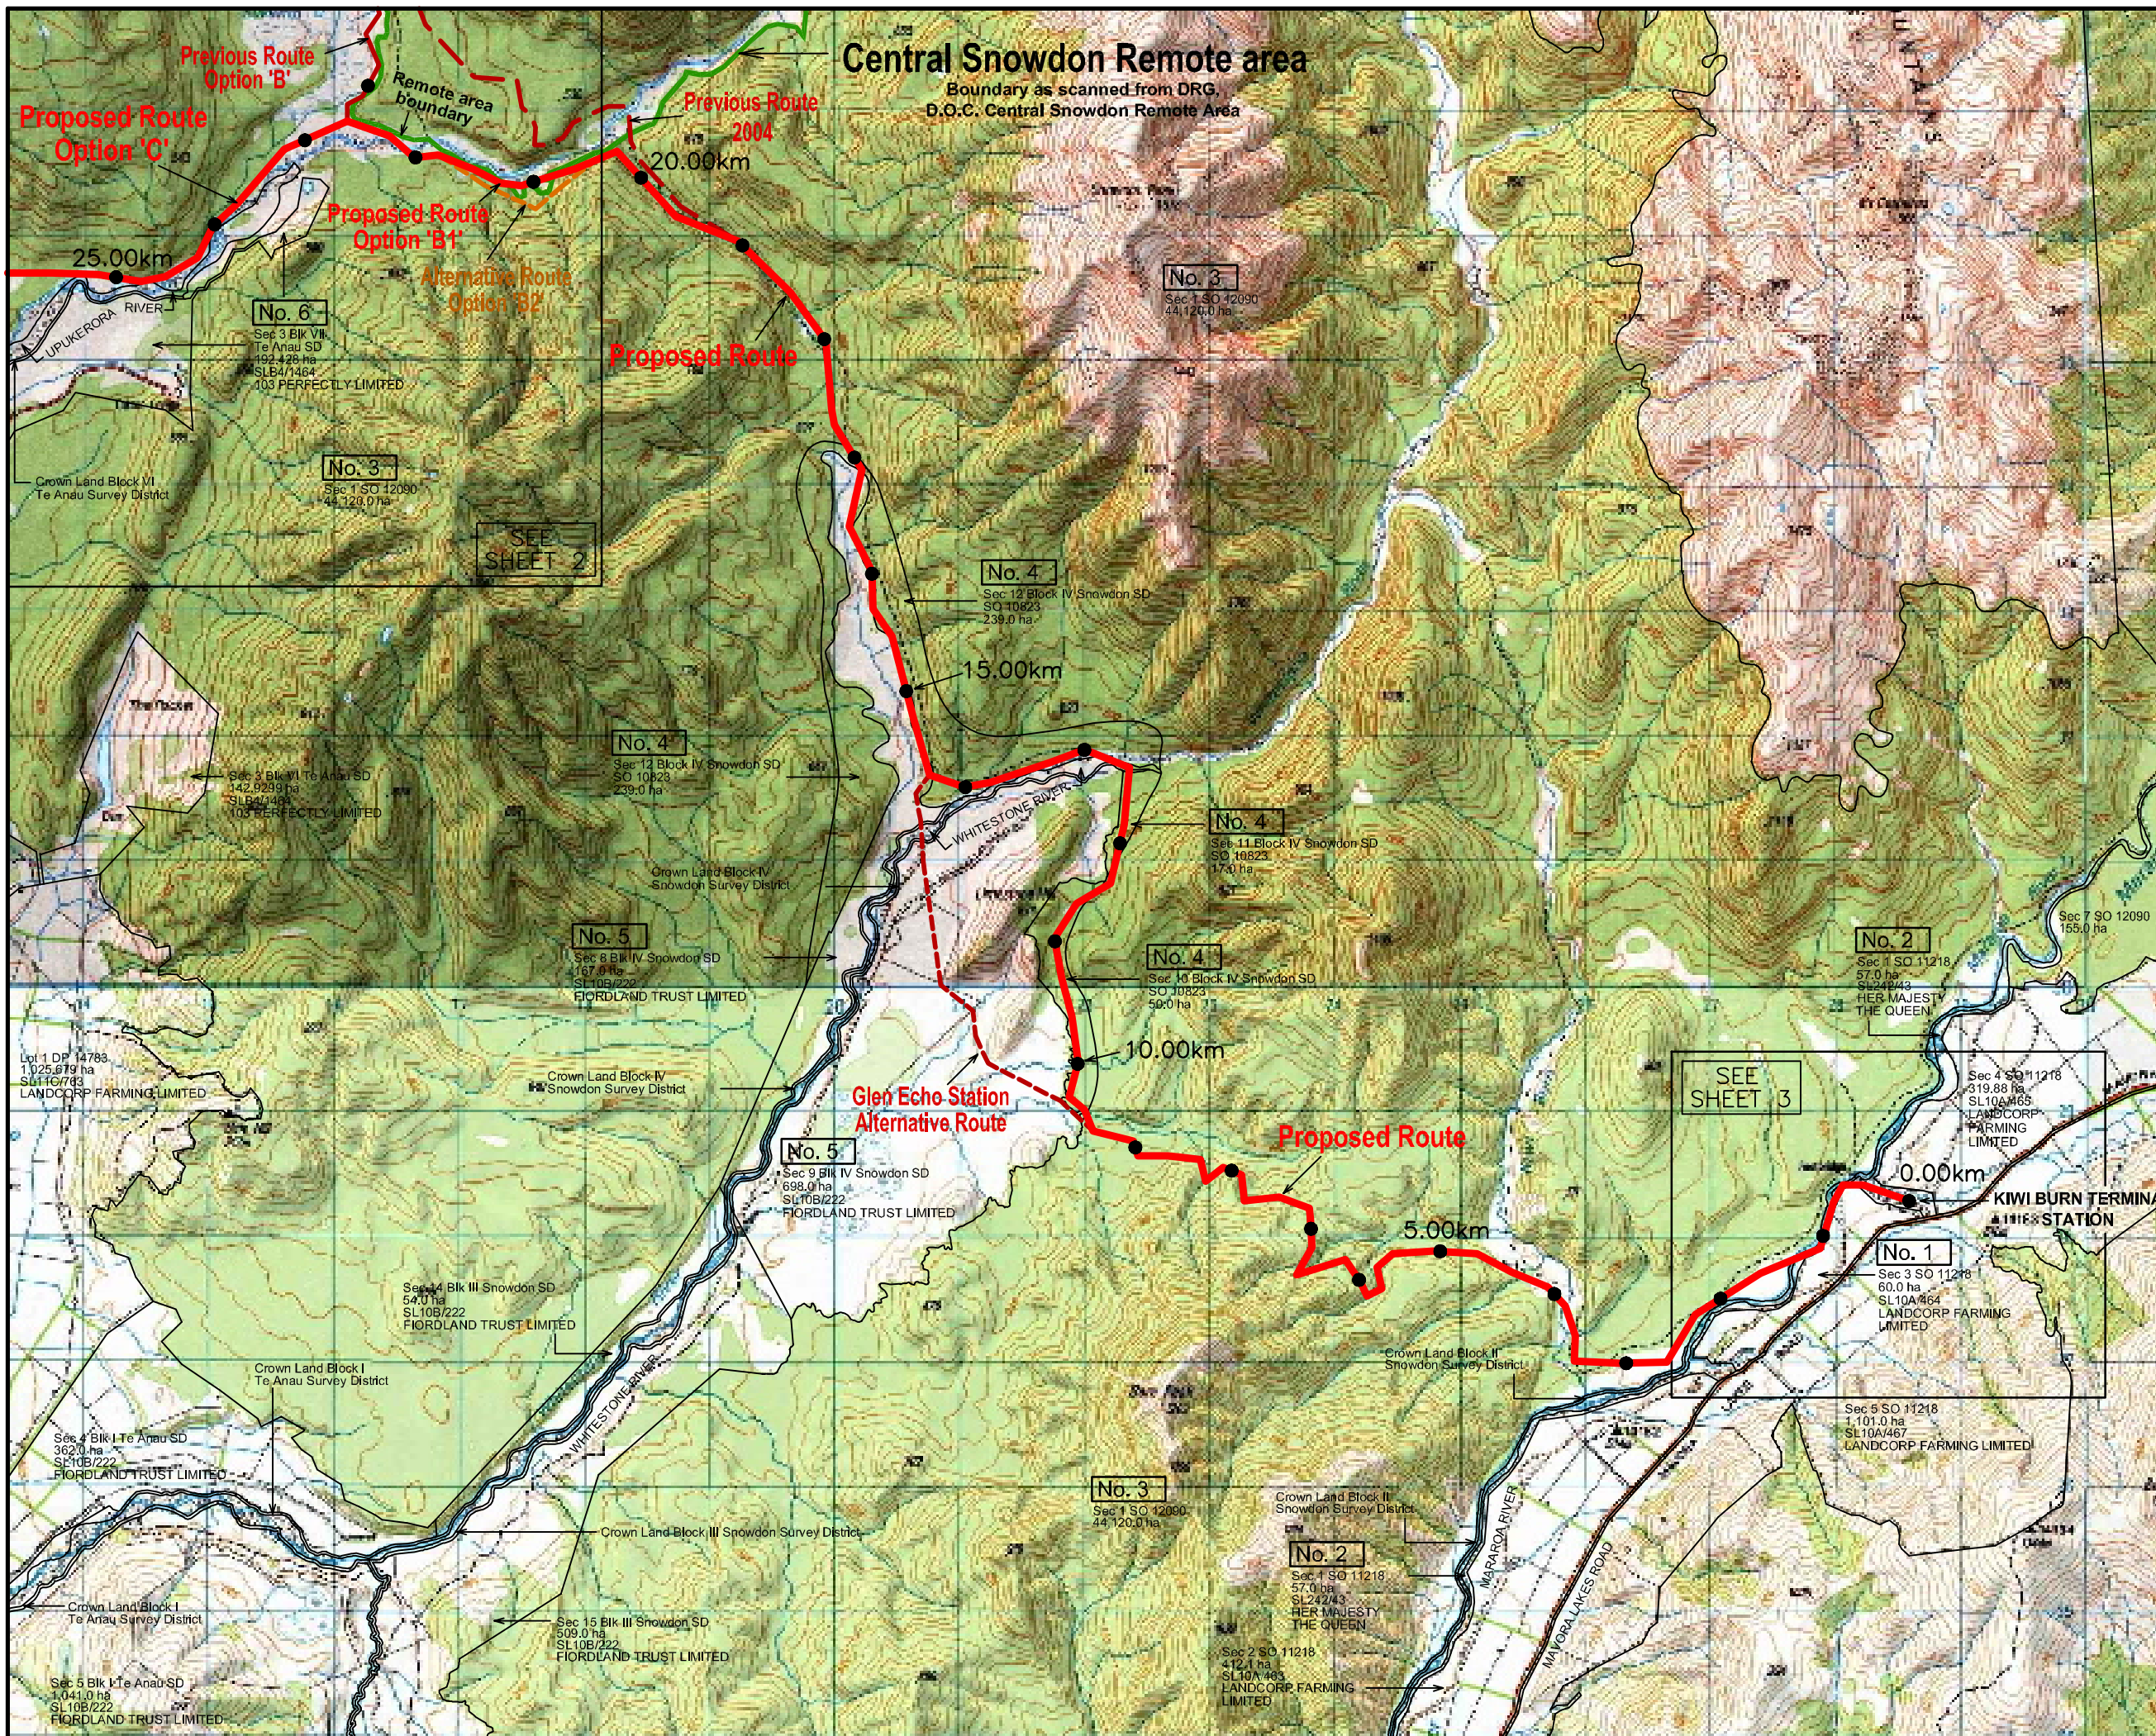 Central Snowdon Remote area
Boundary as scanned from DRG.
D.O.C. Central Snowdon Remote Area
Previous Route
Option 'B'
Remote area
boundary
Proposed Route
Option 'C'
Previous Route
2004
20.00km
Proposed Route
Option 'B1'
Alternative Route
Option 'B2'
25.00km
UPUKERORA RIVER
No. 6
Sec 3 Blk VII
Te Anau SD
192.428 ha
SLB4/1464
103 PERFECTLY LIMITED
No. 3
Sec 1 SO 12090
44,120.0 ha
Proposed Route
Crown Land Block VI
Te Anau Survey District
No. 3
Sec 1 SO 12090
44,120.0 ha
SEE
SHEET 2
No. 4
Sec 12 Block IV Snowdon SD
SO 10823
239.0 ha
15.00km
No. 4
Sec 12 Block IV Snowdon SD
SO 10823
239.0 ha
Sec 3 Blk VI Te Anau SD
142.9299 ha
SLB4/1464
103 PERFECTLY LIMITED
WHITESTONE RIVER
No. 4
Sec 11 Block IV Snowdon SD
SO 10823
17.0 ha
Crown Land Block IV
Snowdon Survey District
No. 5
Sec 8 Blk IV Snowdon SD
167.0 ha
SL10B/222
FIORDLAND TRUST LIMITED
No. 4
Sec 10 Block IV Snowdon SD
SO 10823
50.0 ha
Sec 7 SO 12090
155.0 ha
No. 2
Sec 1 SO 11218
57.0 ha
SL242/43
HER MAJESTY
THE QUEEN
10.00km
Lot 1 DP 14783
1,025.679 ha
SL11C/763
LANDCORP FARMING LIMITED
Crown Land Block IV
Snowdon Survey District
Glen Echo Station
Alternative Route
SEE
SHEET 3
Sec 4 SO 11218
319.88 ha
SL10A/465
LANDCORP
FARMING
LIMITED
Proposed Route
No. 5
Sec 9 Blk IV Snowdon SD
698.0 ha
SL10B/222
FIORDLAND TRUST LIMITED
0.00km
KIWI BURN TERMINA
STATION
5.00km
No. 1
Sec 3 SO 11218
60.0 ha
SL10A/464
LANDCORP FARMING
LIMITED
Sec 14 Blk III Snowdon SD
54.0 ha
SL10B/222
FIORDLAND TRUST LIMITED
Crown Land Block I
Te Anau Survey District
WHITESTONE RIVER
Crown Land Block II
Snowdon Survey District
Sec 5 SO 11218
1,101.0 ha
SL10A/467
LANDCORP FARMING LIMITED
Sec 4 Blk I Te Anau SD
362.0 ha
SL10B/222
FIORDLAND TRUST LIMITED
No. 3
Sec 1 SO 12090
44,120.0 ha
Crown Land Block II
Snowdon Survey District
Crown Land Block III Snowdon Survey District
No. 2
Sec 1 SO 11218
57.0 ha
SL242/43
HER MAJESTY
THE QUEEN
MARAROA RIVER
MAVORA LAKES ROAD
Crown Land Block I
Te Anau Survey District
Sec 15 Blk III Snowdon SD
509.0 ha
SL10B/222
FIORDLAND TRUST LIMITED
Sec 2 SO 11218
412.1 ha
SL10A/463
LANDCORP FARMING
LIMITED
Sec 5 Blk I Te Anau SD
1,041.0 ha
SL10B/222
FIORDLAND TRUST LIMITED